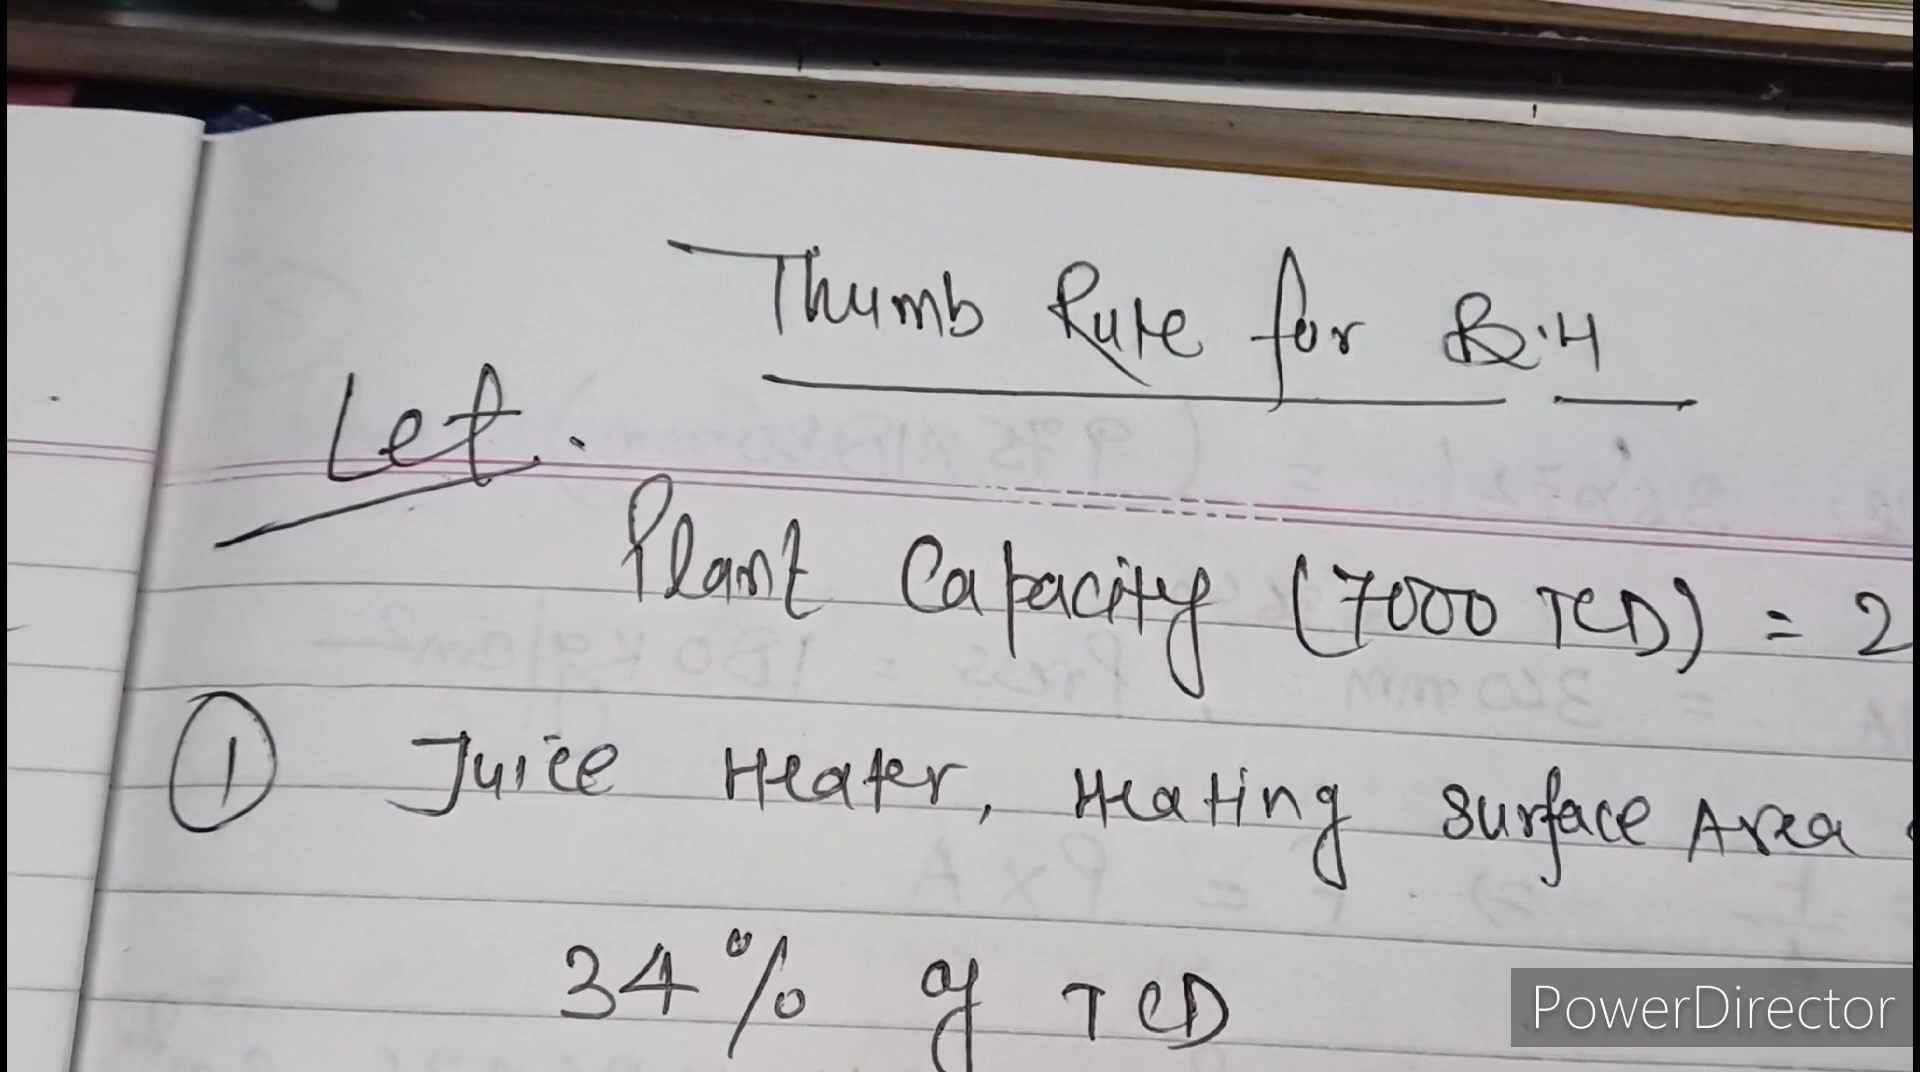 Thumb Rule for B.H
Let.
Plant Capacity (7000 TCD) = 2
① Juice Heater, Heating surface Area
34% of TCD
PowerDirector